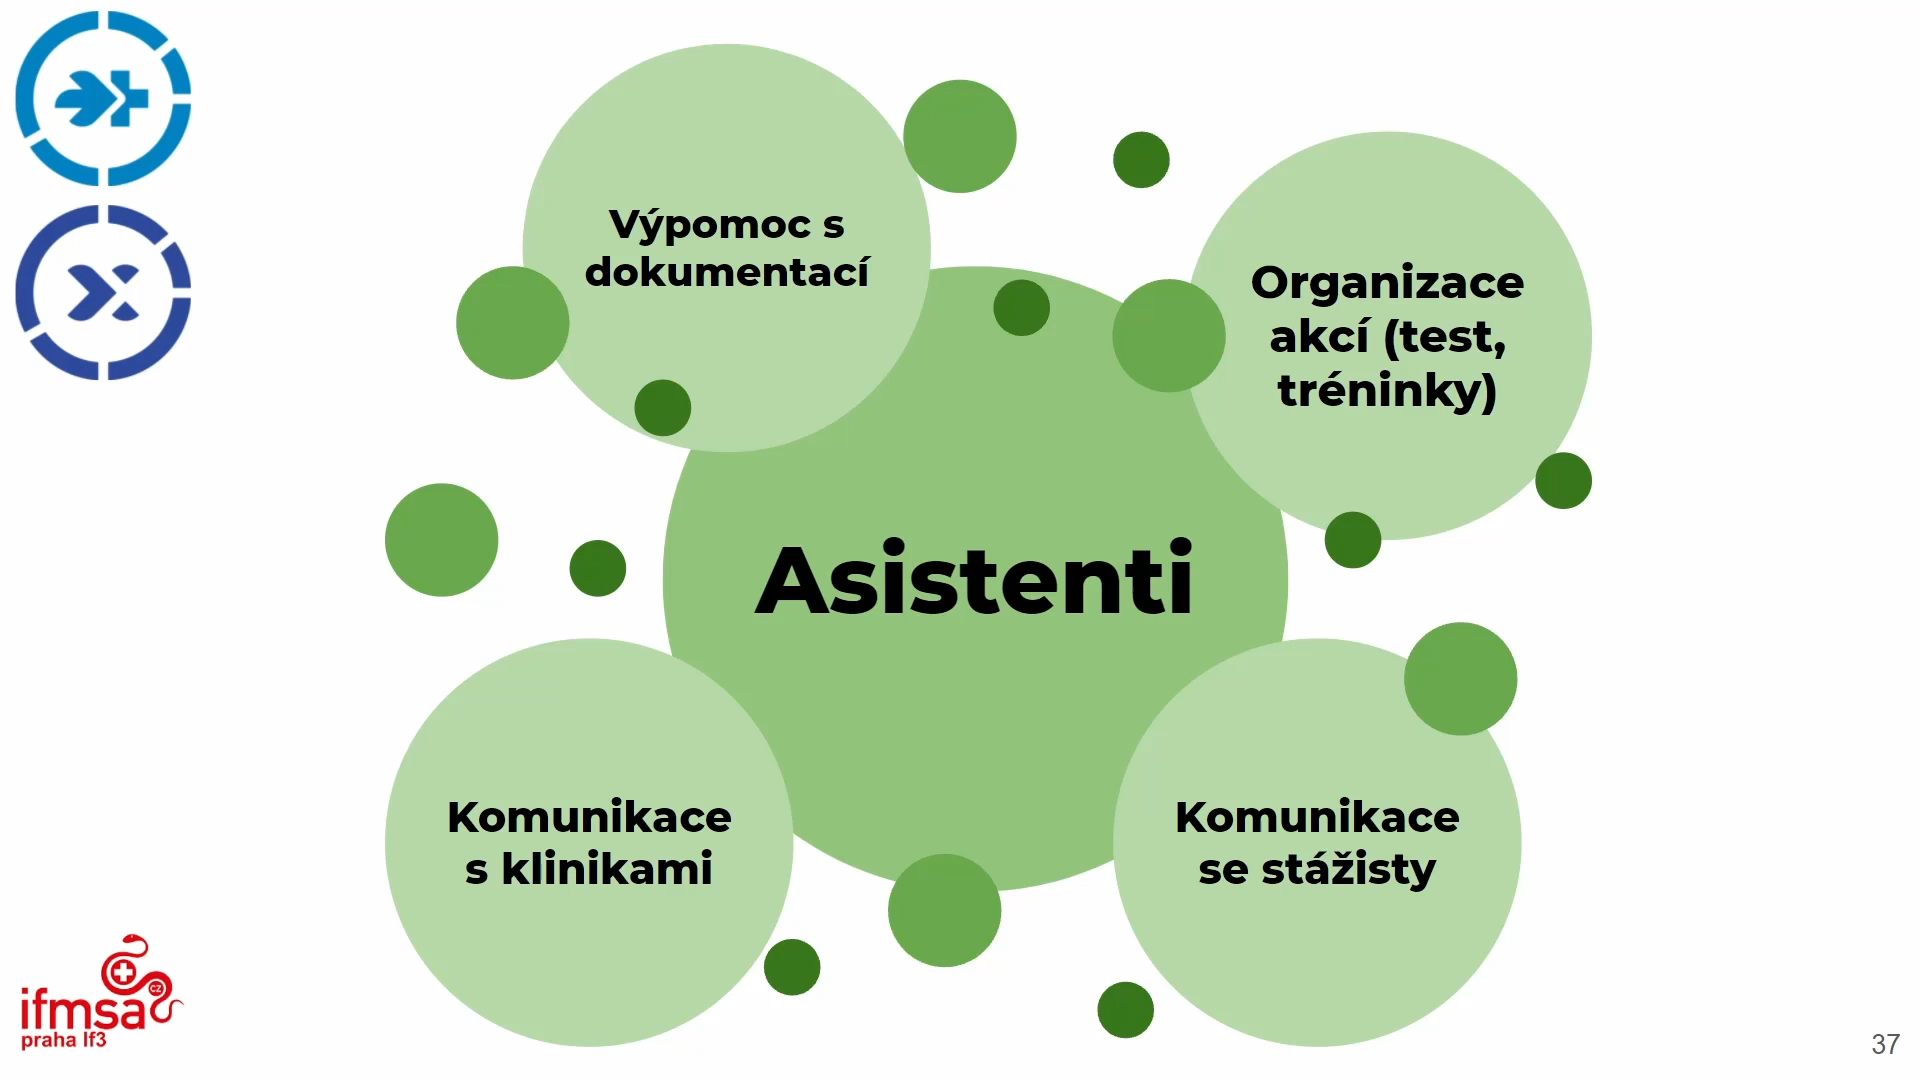 Výpomoc s
dokumentací
Organizace
akcí (test,
tréninky)
Asistenti
Komunikace
s klinikami
Komunikace
se stážisty
ifmsa
CZ
praha lf3
37